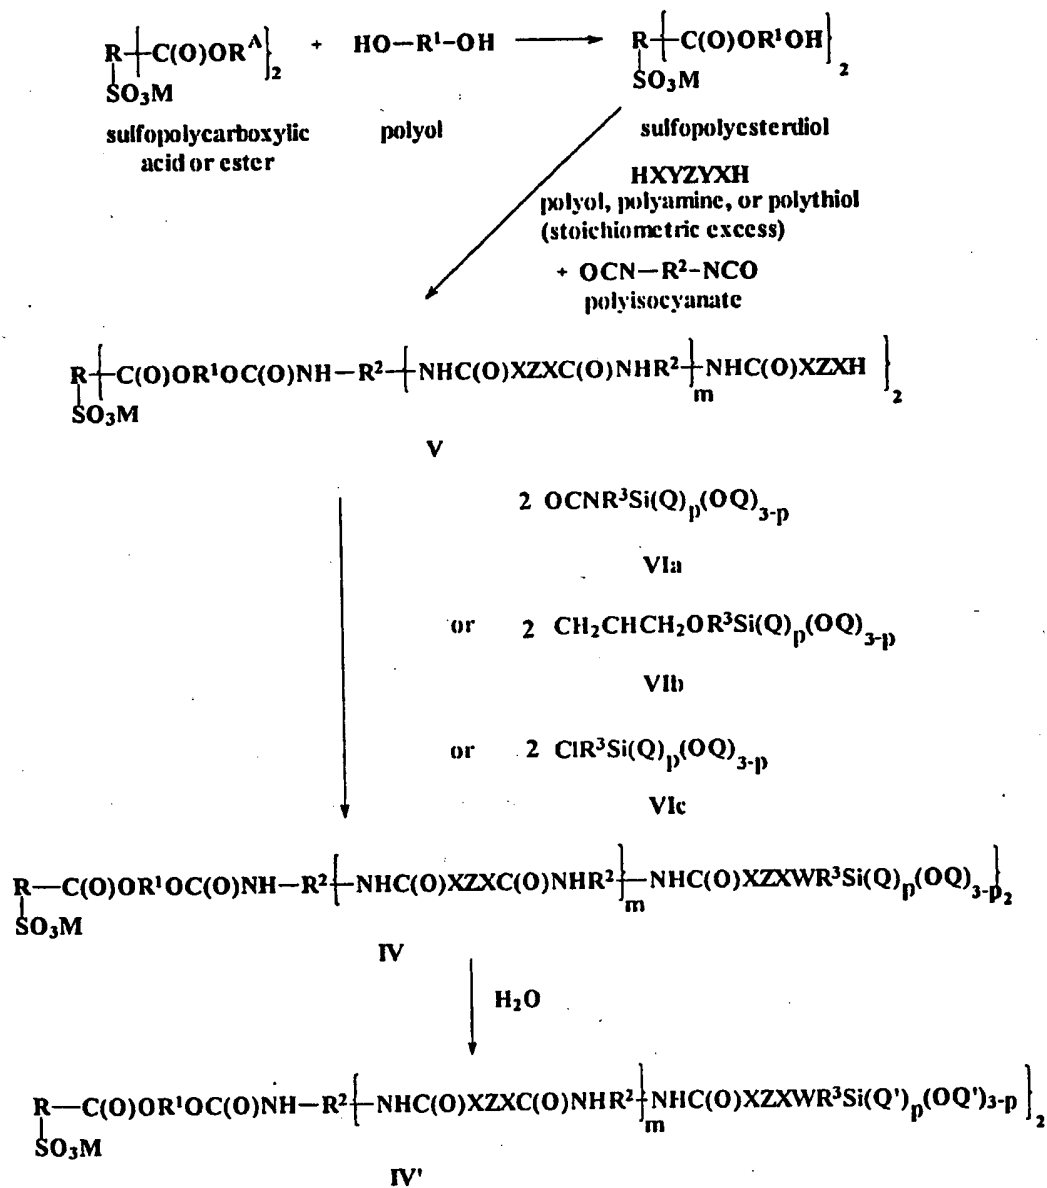 R-[-C(O)ORᴬ]₂ + HO—R¹-OH → R-[-C(O)OR¹OH]₂
SO₃M SO₃M
sulfopolycarboxylic acid or ester
polyol
sulfopolyesterdiol
HXYZYXH
polyol, polyamine, or polythiol
(stoichiometric excess)
+ OCN—R²-NCO
polyisocyanate
R-[-C(O)OR¹OC(O)NH—R²-[-NHC(O)XZXC(O)NHR²-]ₘ-NHC(O)XZXH ]₂
SO₃M
V
2 OCNR³Si(Q)ₚ(OQ)₃₋ₚ
VIa
or 2 CH₂CHCH₂OR³Si(Q)ₚ(OQ)₃₋ₚ
VIb
or 2 ClR³Si(Q)ₚ(OQ)₃₋ₚ
VIc
R—C(O)OR¹OC(O)NH—R²-[-NHC(O)XZXC(O)NHR²-]ₘ-NHC(O)XZXWR³Si(Q)ₚ(OQ)₃₋ₚ]₂
SO₃M
IV
H₂O
R—C(O)OR¹OC(O)NH—R²-[-NHC(O)XZXC(O)NHR²-]ₘNHC(O)XZXWR³Si(Q')ₚ(OQ')₃₋ₚ ]₂
SO₃M
IV'